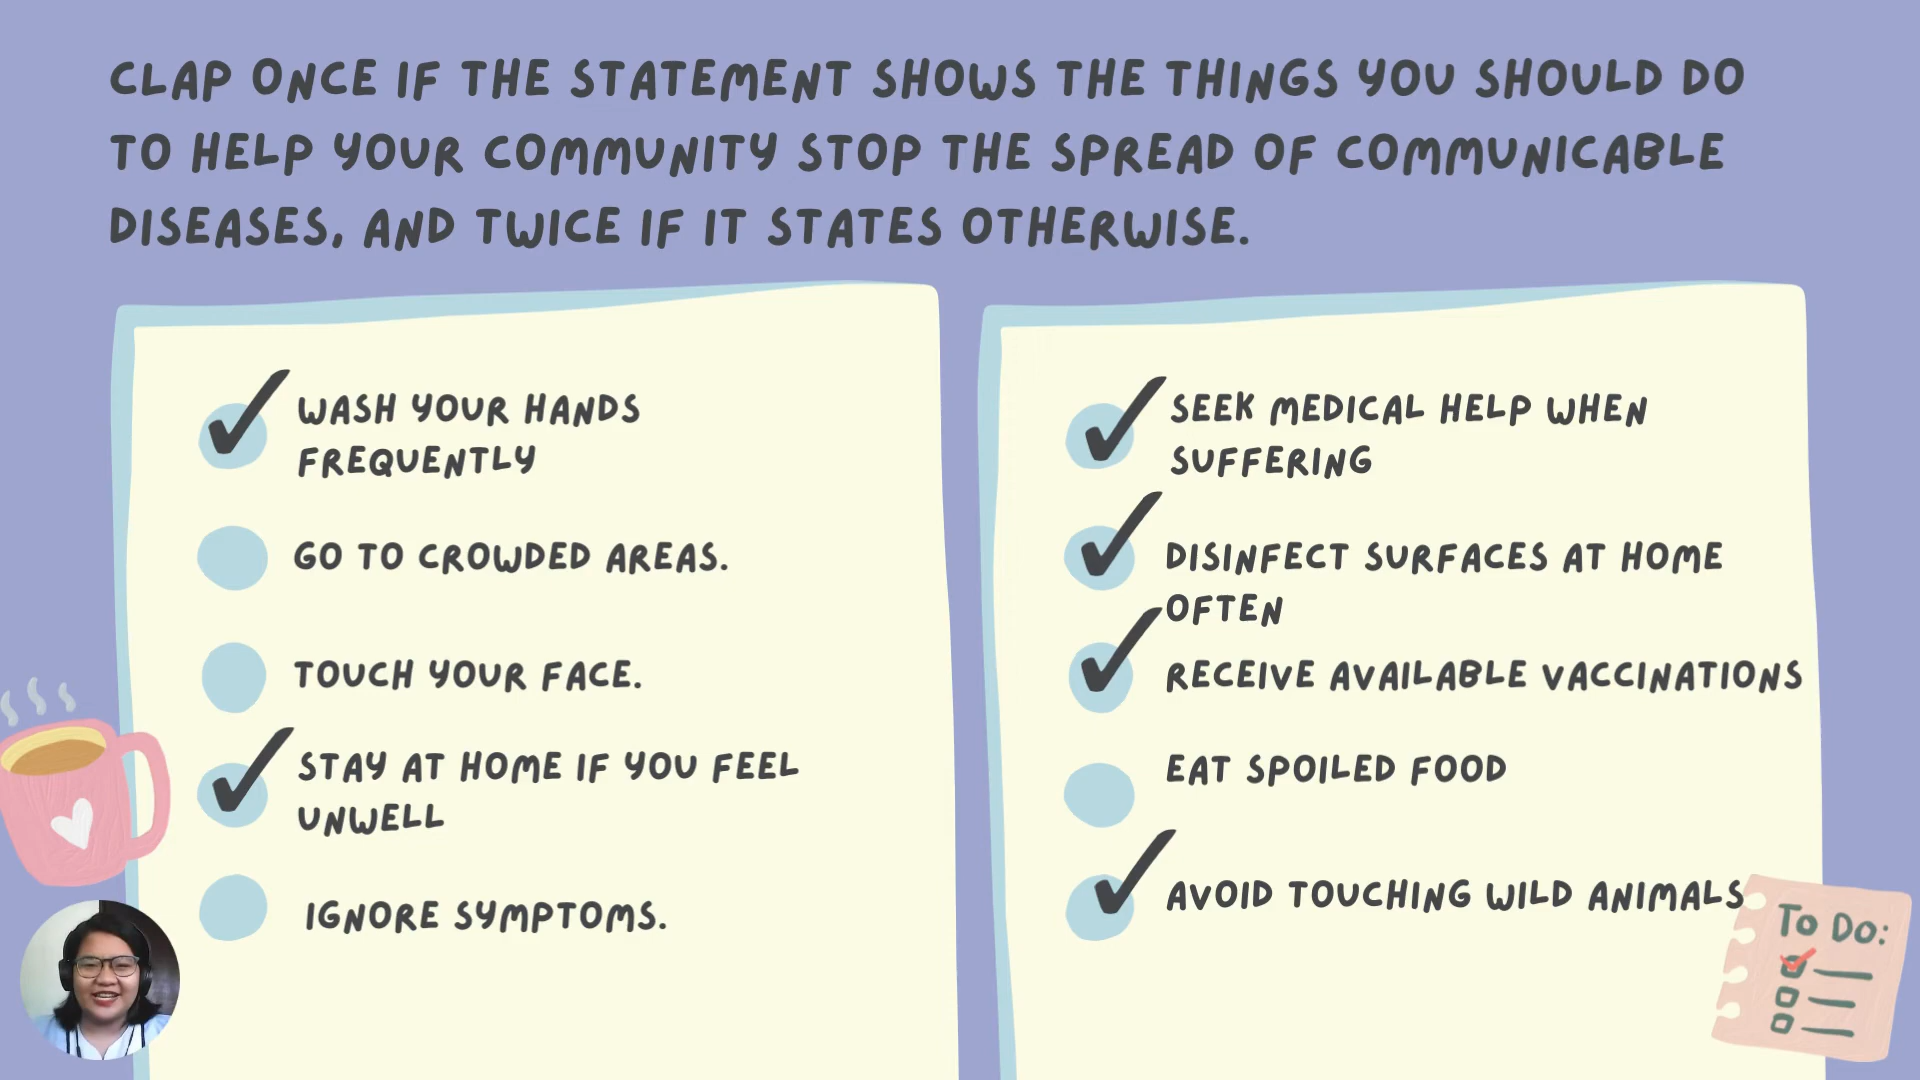 CLAP ONCE IF THE STATEMENT SHOWS THE THINGS YOU SHOULD DO
TO HELP YOUR COMMUNITY STOP THE SPREAD OF COMMUNICABLE
DISEASES, AND TWICE IF IT STATES OTHERWISE.
WASH YOUR HANDS
FREQUENTLY
GO TO CROWDED AREAS.
TOUCH YOUR FACE.
STAY AT HOME IF YOU FEEL
UNWELL
IGNORE SYMPTOMS.
SEEK MEDICAL HELP WHEN
SUFFERING
DISINFECT SURFACES AT HOME
OFTEN
RECEIVE AVAILABLE VACCINATIONS
EAT SPOILED FOOD
AVOID TOUCHING WILD ANIMALS
To Do: